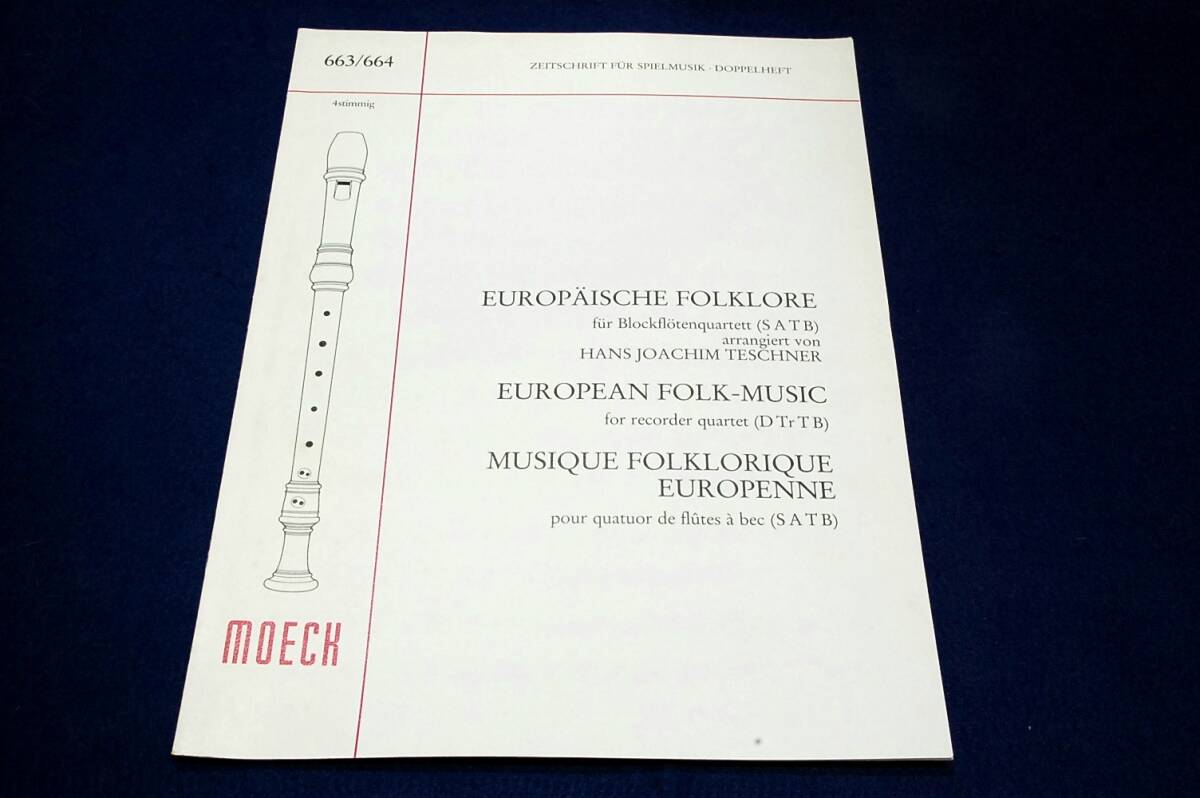 663/664
ZEITSCHRIFT FÜR SPIELMUSIK · DOPPELHEFT
4stimmig
EUROPÄISCHE FOLKLORE
für Blockflötenquartett (S A T B)
arrangiert von
HANS JOACHIM TESCHNER
EUROPEAN FOLK-MUSIC
for recorder quartet (D Tr T B)
MUSIQUE FOLKLORIQUE
EUROPENNE
pour quatuor de flûtes à bec (S A T B)
MOECK